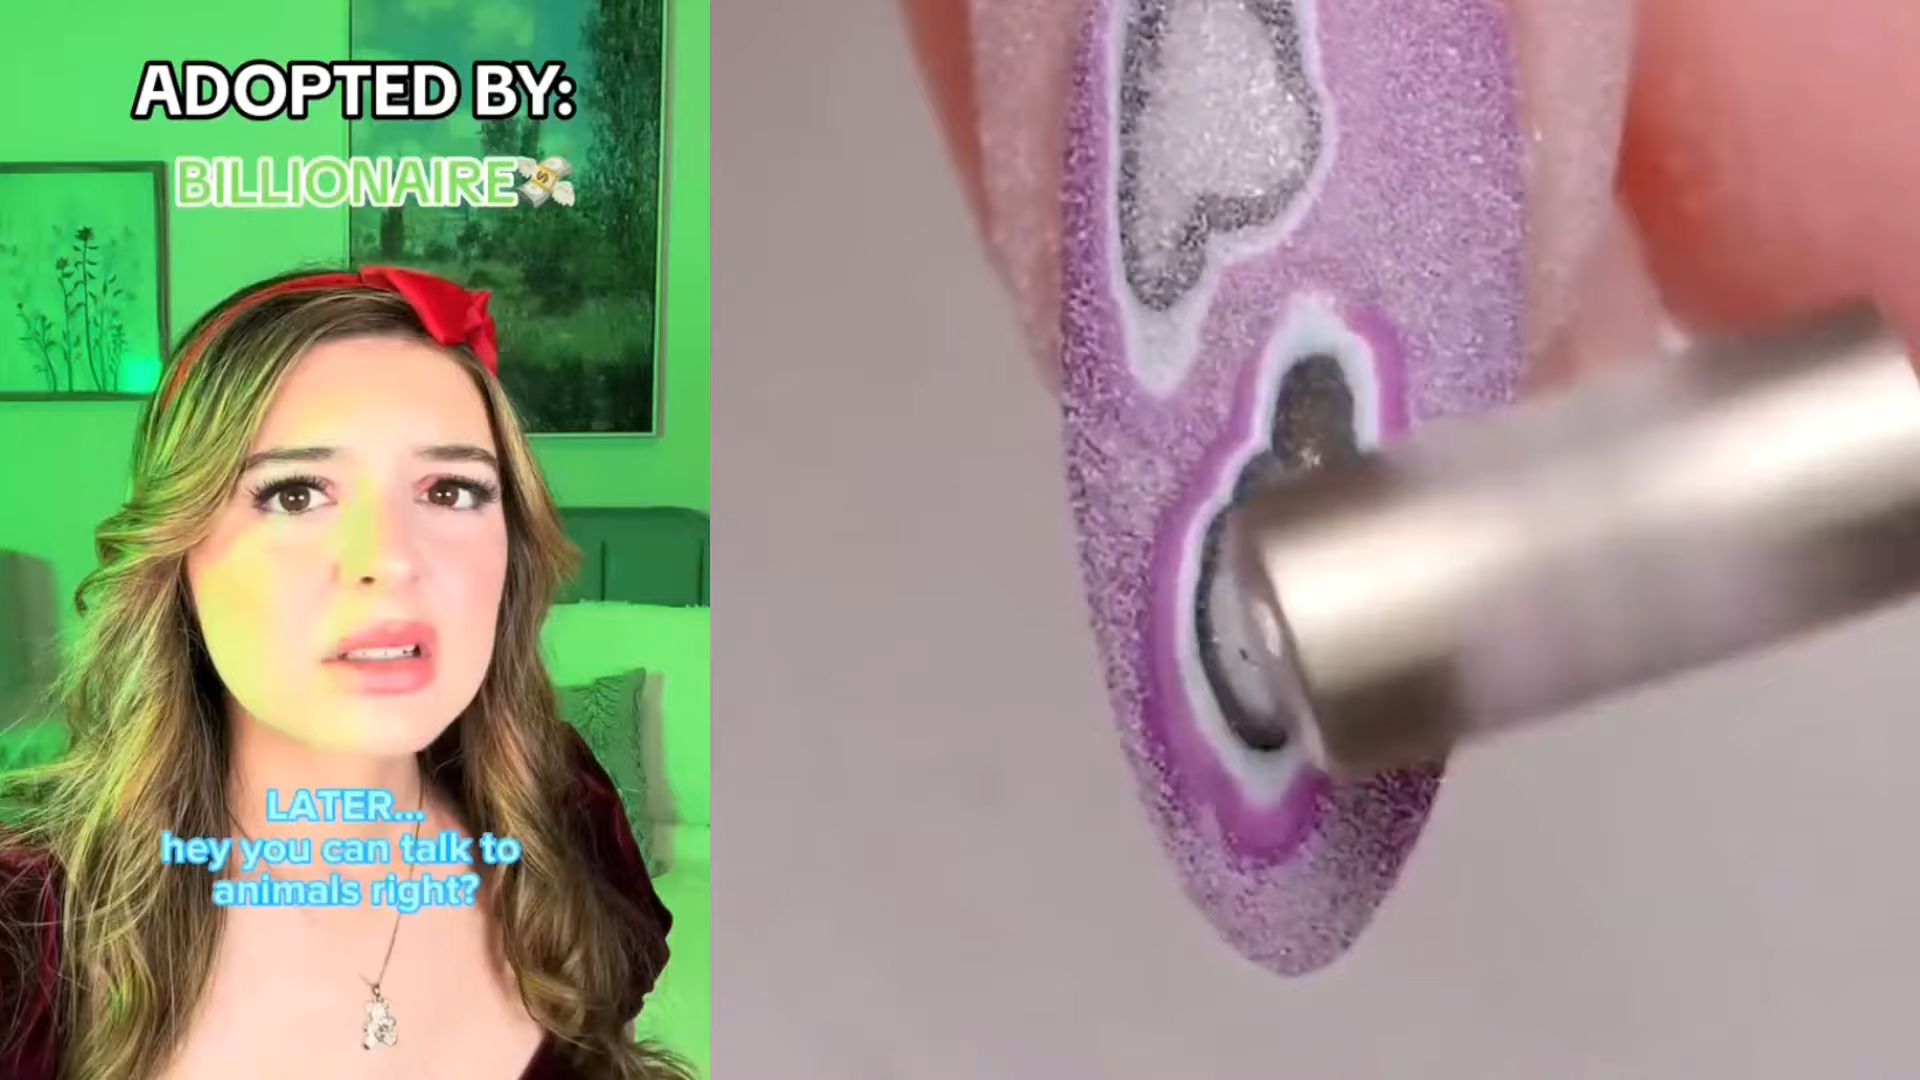 ADOPTED BY:
BILLIONAIRE💸
LATER...
hey you can talk to
animals right?